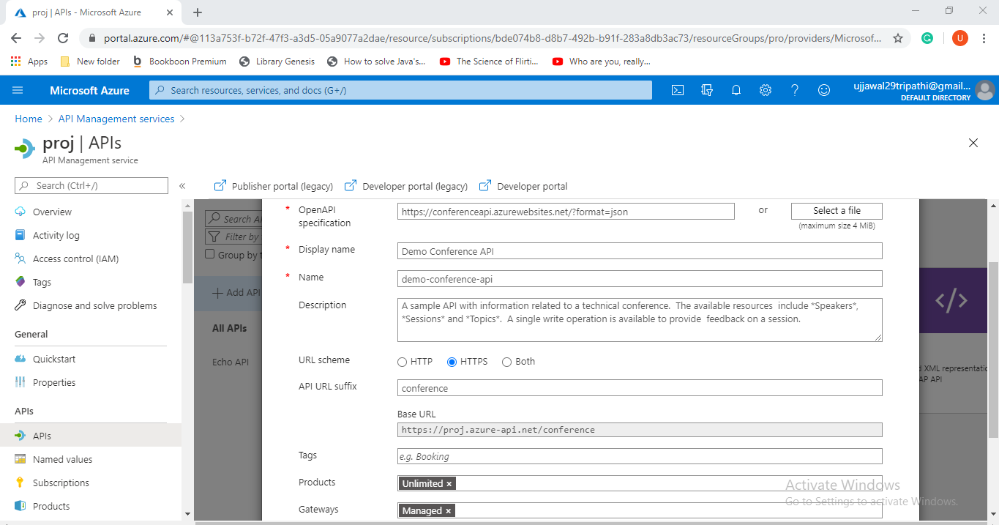 proj | APIs - Microsoft Azure
portal.azure.com/#@113a753f-b72f-47f3-a3d5-05a9077a2dae/resource/subscriptions/bde074b8-d8b7-492b-b91f-283a8db3ac73/resourceGroups/pro/providers/Microsof...
U
Apps New folder b Bookboon Premium Library Genesis How to solve Java's... The Science of Flirti... Who are you, really...
Microsoft Azure
Search resources, services, and docs (G+/)
ujjawal29tripathi@gmail...
DEFAULT DIRECTORY
Home > API Management services >
proj | APIs
API Management service
Search (Ctrl+/)
«
Publisher portal (legacy) Developer portal (legacy) Developer portal
Overview
Activity log
Access control (IAM)
Tags
Diagnose and solve problems
General
Quickstart
Properties
APIs
APIs
Named values
Subscriptions
Products
Search AP
Filter by
Group by t
+ Add API
All APIs
Echo API
* OpenAPI
specification
https://conferenceapi.azurewebsites.net/?format=json
or
Select a file
(maximum size 4 MiB)
* Display name
Demo Conference API
* Name
demo-conference-api
Description
A sample API with information related to a technical conference. The available resources include *Speakers*,
*Sessions* and *Topics*. A single write operation is available to provide feedback on a session.
URL scheme
HTTP HTTPS Both
API URL suffix
conference
Base URL
https://proj.azure-api.net/conference
Tags
e.g. Booking
Products
Unlimited ×
Gateways
Managed ×
</>
XML representatio
AP API
Activate Windows
Go to Settings to activate Windows.